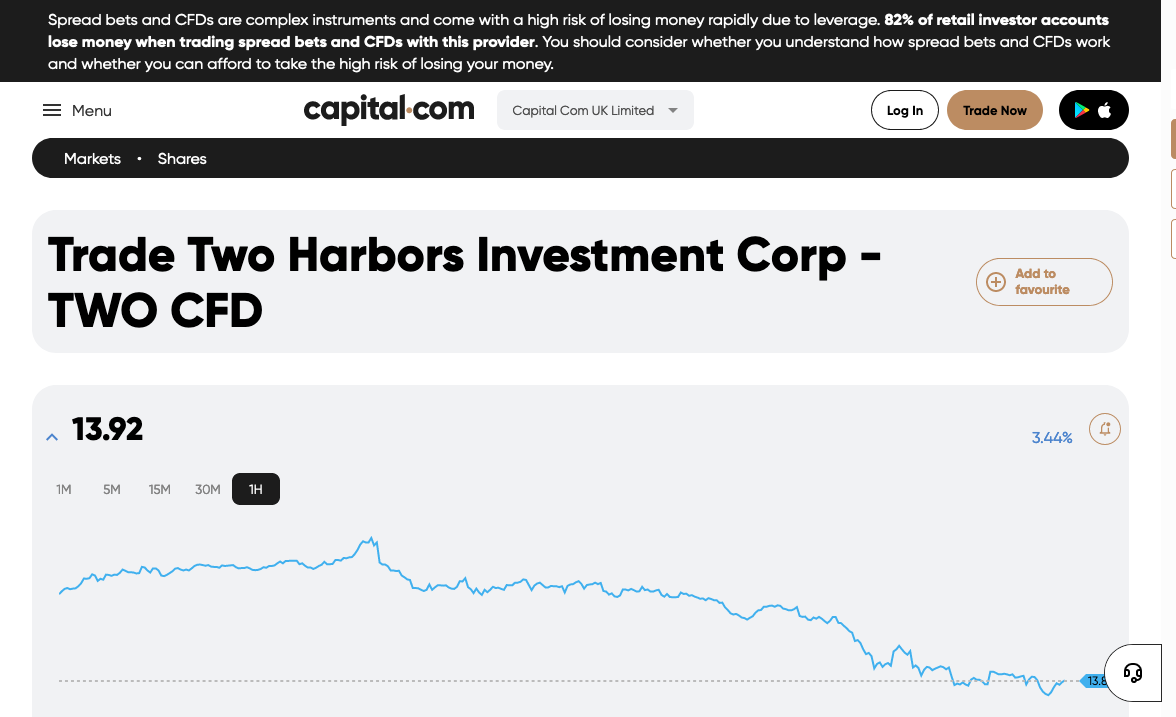 Spread bets and CFDs are complex instruments and come with a high risk of losing money rapidly due to leverage. 82% of retail investor accounts
lose money when trading spread bets and CFDs with this provider. You should consider whether you understand how spread bets and CFDs work
and whether you can afford to take the high risk of losing your money.
Menu
capital.com
Capital Com UK Limited
Log In
Trade Now
Markets • Shares
Trade Two Harbors Investment Corp -
TWO CFD
Add to
favourite
13.92
3.44%
1M 5M 15M 30M 1H